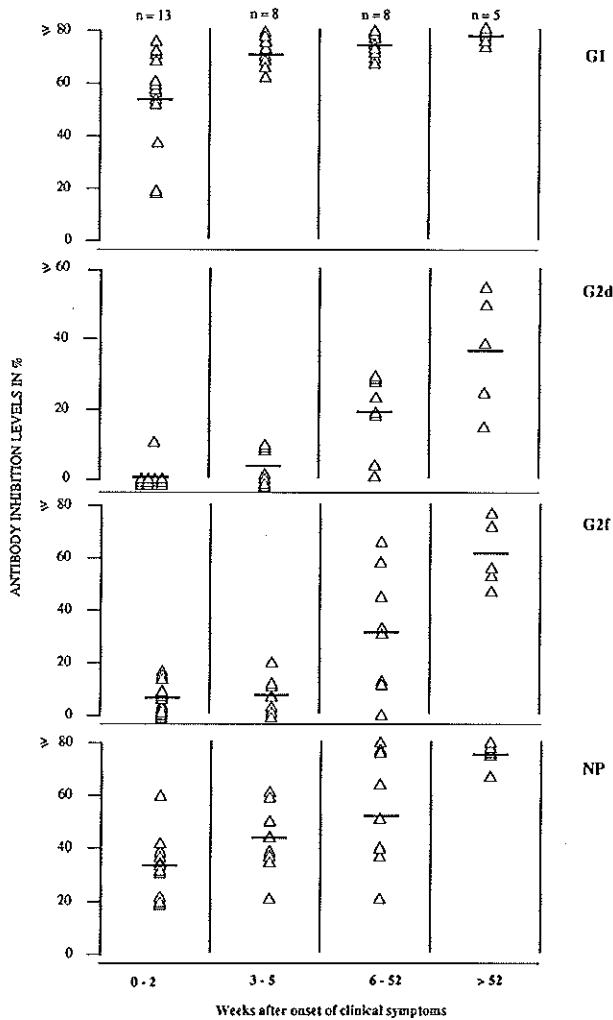 n = 13 n = 8 n = 8 n = 5
G1
≥ 80
60
40
20
0
G2d
≥ 60
40
20
0
G2f
≥ 80
60
40
20
0
NP
≥ 80
60
40
20
0
ANTIBODY INHIBITION LEVELS IN %
0 - 2 3 - 5 6 - 52 > 52
Weeks after onset of clinical symptoms